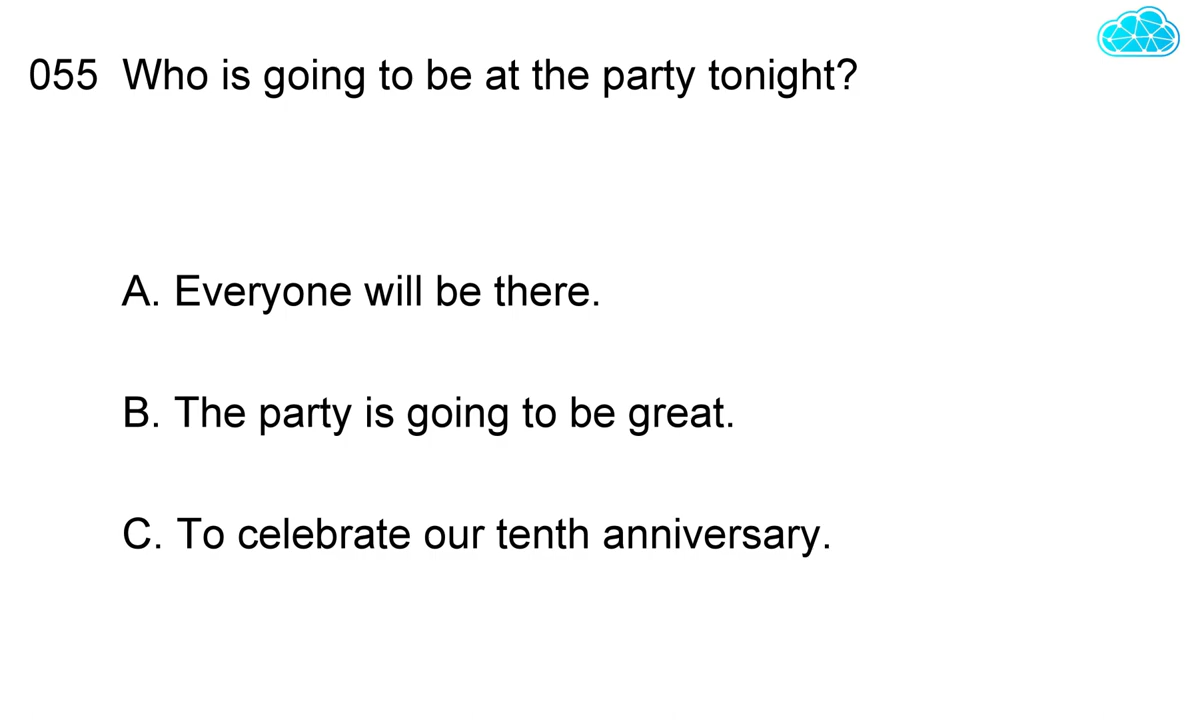 055 Who is going to be at the party tonight?
A. Everyone will be there.
B. The party is going to be great.
C. To celebrate our tenth anniversary.